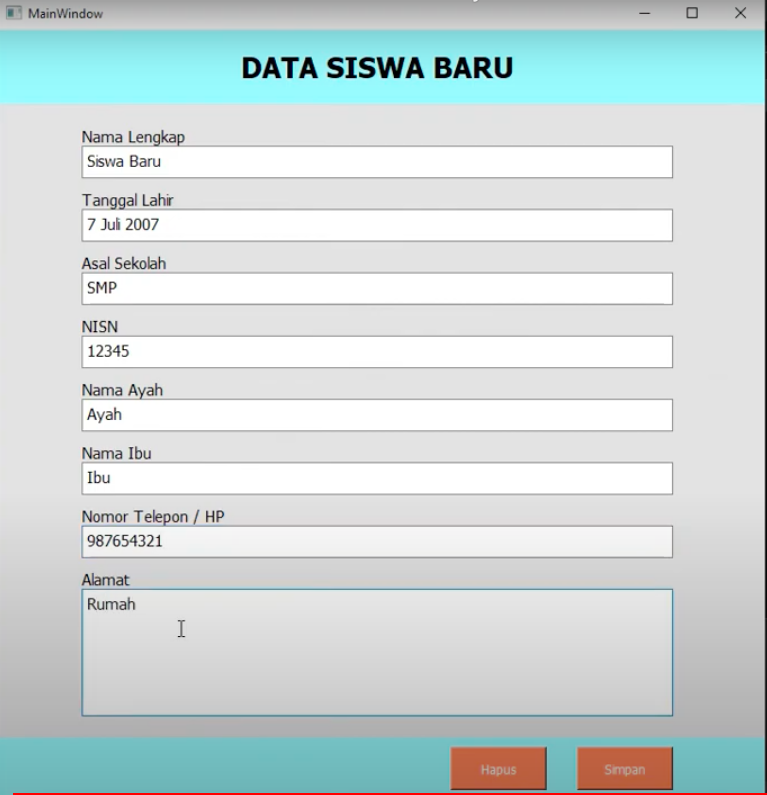 MainWindow
DATA SISWA BARU
Nama Lengkap
Siswa Baru
Tanggal Lahir
7 Juli 2007
Asal Sekolah
SMP
NISN
12345
Nama Ayah
Ayah
Nama Ibu
Ibu
Nomor Telepon / HP
987654321
Alamat
Rumah
Hapus
Simpan